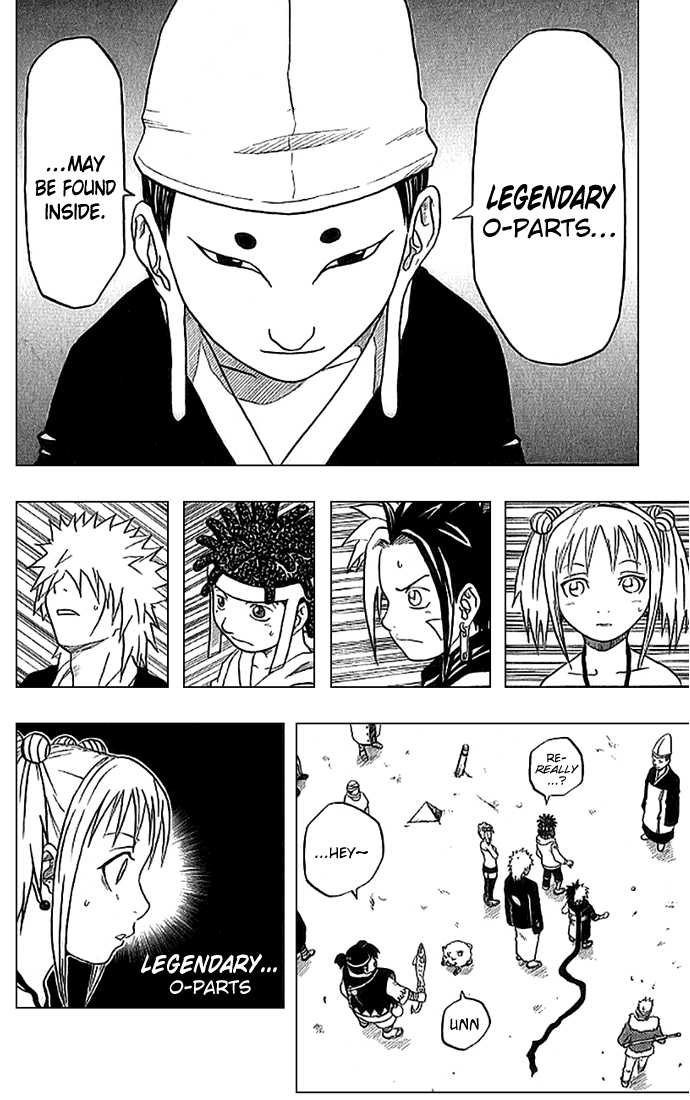 LEGENDARY
O-PARTS...
...MAY
BE FOUND
INSIDE.
RE-
REALLY
...?
...HEY~
UNN
LEGENDARY...
O-PARTS